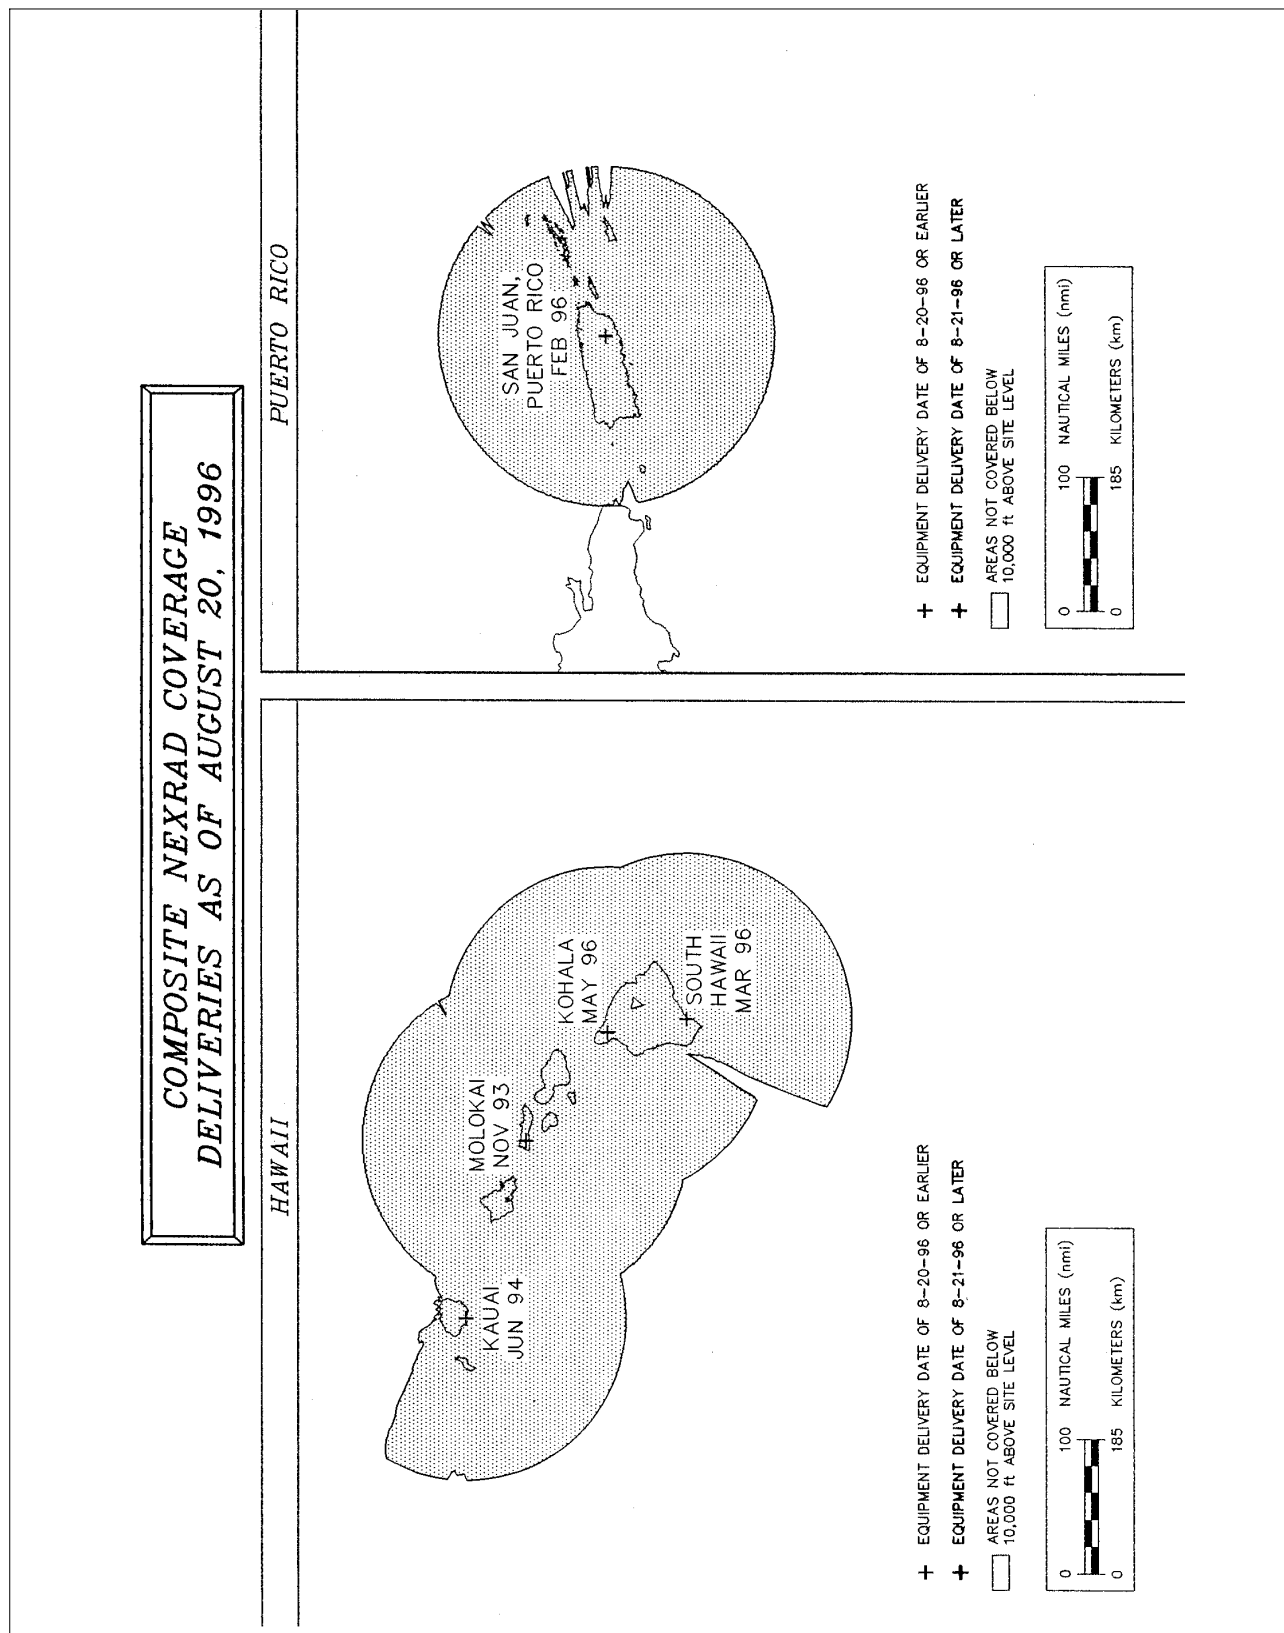 COMPOSITE NEXRAD COVERAGE
DELIVERIES AS OF AUGUST 20, 1996
HAWAII
KAUAI
JUN 94
MOLOKAI
NOV 93
KOHALA
MAY 96
SOUTH
HAWAII
MAR 96
+ EQUIPMENT DELIVERY DATE OF 8-20-96 OR EARLIER
+ EQUIPMENT DELIVERY DATE OF 8-21-96 OR LATER
AREAS NOT COVERED BELOW
10,000 ft ABOVE SITE LEVEL
0 100 NAUTICAL MILES (nmi)
0 185 KILOMETERS (km)
PUERTO RICO
SAN JUAN,
PUERTO RICO
FEB 96
+ EQUIPMENT DELIVERY DATE OF 8-20-96 OR EARLIER
+ EQUIPMENT DELIVERY DATE OF 8-21-96 OR LATER
AREAS NOT COVERED BELOW
10,000 ft ABOVE SITE LEVEL
0 100 NAUTICAL MILES (nmi)
0 185 KILOMETERS (km)